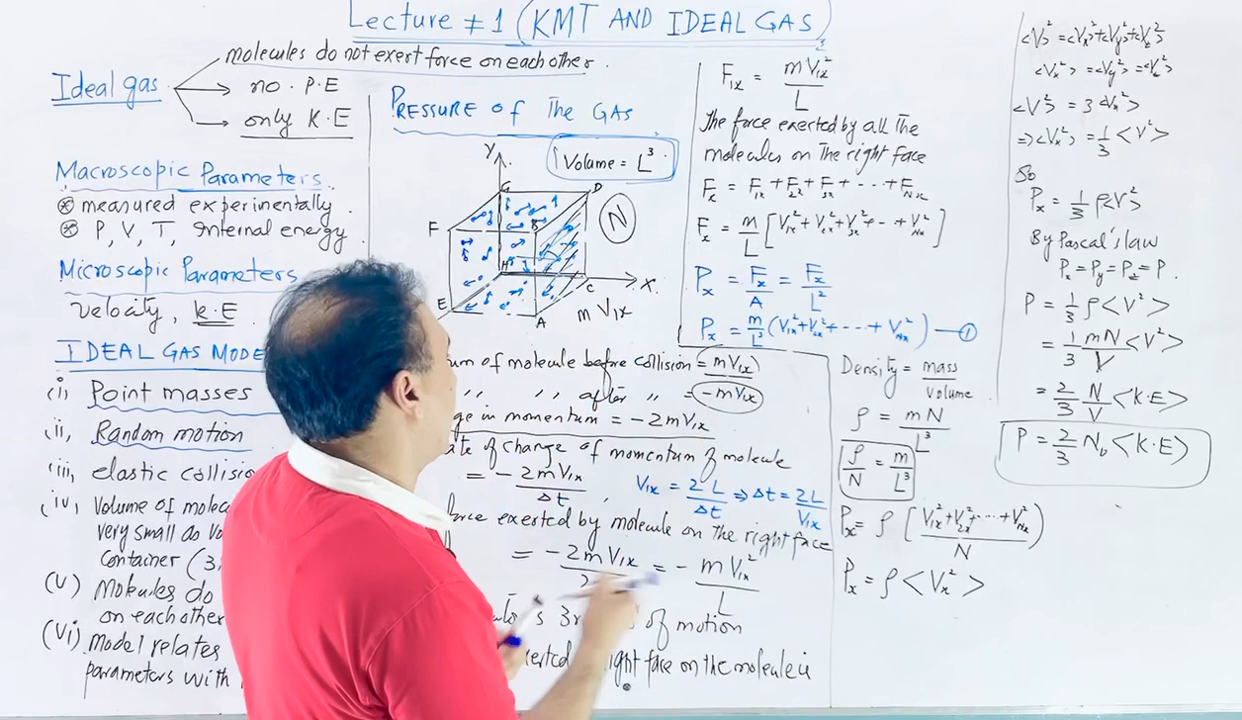 Lecture # 1 (KMT AND IDEAL GAS)
Ideal gas
molecules do not exert force on each other.
no. P.E
only K.E
Macroscopic Parameters.
⊛ measured experimentally.
⊛ P, V, T, Internal energy
Microscopic Parameters
velocity, K.E
IDEAL GAS MODE
(i) Point masses
(ii) Random motion
(iii) elastic collisio
(iv) Volume of molec
very small as vo
container (3
(v) Molecules do
on each other
(vi) Model relates
parameters with
PRESSURE of The GAS
Volume = L³
Y
G
D
F
B
N
H
X
E
C
A
m V₁ₓ
um of molecule before collision = mV₁ₓ
,, ,, after ,, = -mV₁ₓ
ge in momentum = -2mV₁ₓ
ate of change of momentum of molecule
= -2mV₁ₓ/Δt , V₁ₓ = 2L/Δt ⇒ Δt = 2L/V₁ₓ
force exerted by molecule on the right face
= -2mV₁ₓ/ = -mV₁ₓ²/L
of motion
right face on the molecule is
F₁ₓ = mV₁ₓ²/L
The force exerted by all The
molecules on The right face
Fₓ = F₁ₓ + F₂ₓ + F₃ₓ + ... + F_Nx
Fₓ = m/L [V₁ₓ² + V₂ₓ² + V₃ₓ² + ... + V_Nx²]
Pₓ = Fₓ/A = Fₓ/L²
Pₓ = m/L³ (V₁ₓ² + V₂ₓ² + ... + V_Nx²) — ①
Density = mass/volume
ρ = mN/L³
ρ/N = m/L³
Pₓ = ρ [V₁ₓ² + V₂ₓ² + ... + V_Nx²/N]
Pₓ = ρ <Vₓ²>
<V²> = <Vₓ²> + <Vy²> + <Vz²>
<Vₓ²> = <Vy²> = <Vz²>
<V²> = 3 <Vₓ²>
⇒ <Vₓ²> = 1/3 <V²>
So
Pₓ = 1/3 ρ<V²>
By Pascal's law
Pₓ = Py = Pz = P.
P = 1/3 ρ <V²>
= 1/3 mN/V <V²>
= 2/3 N/V <K.E>
P = 2/3 N₀ <K.E>